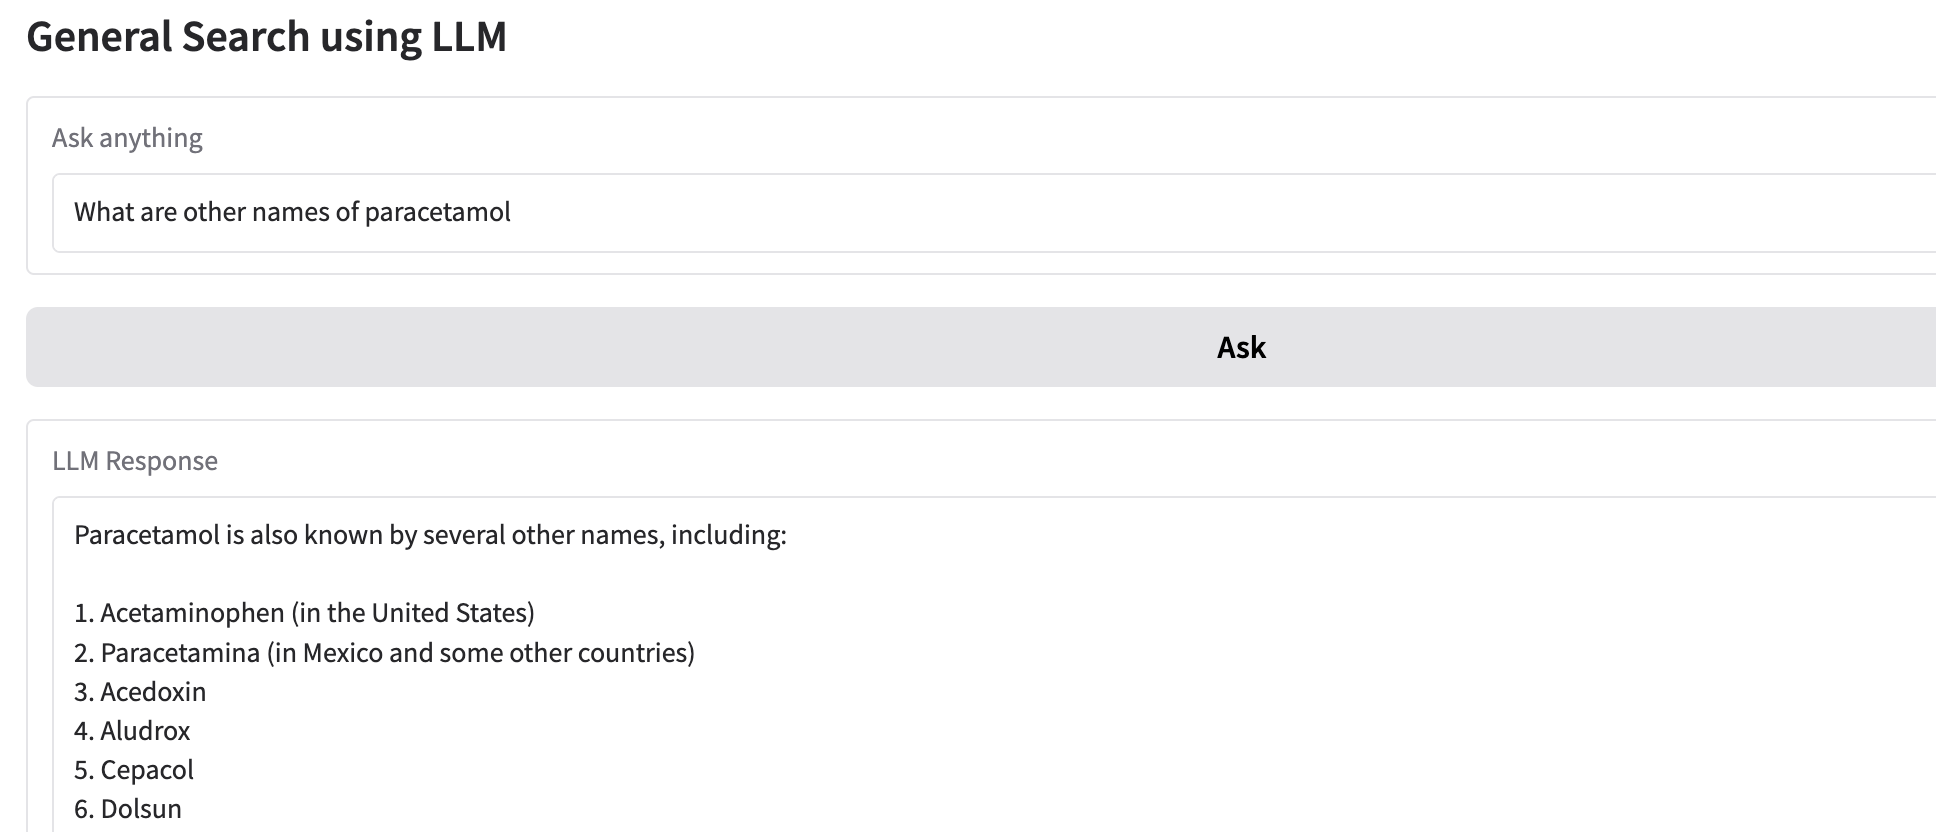 General Search using LLM
Ask anything
What are other names of paracetamol
Ask
LLM Response
Paracetamol is also known by several other names, including:
1. Acetaminophen (in the United States)
2. Paracetamina (in Mexico and some other countries)
3. Acedoxin
4. Aludrox
5. Cepacol
6. Dolsun